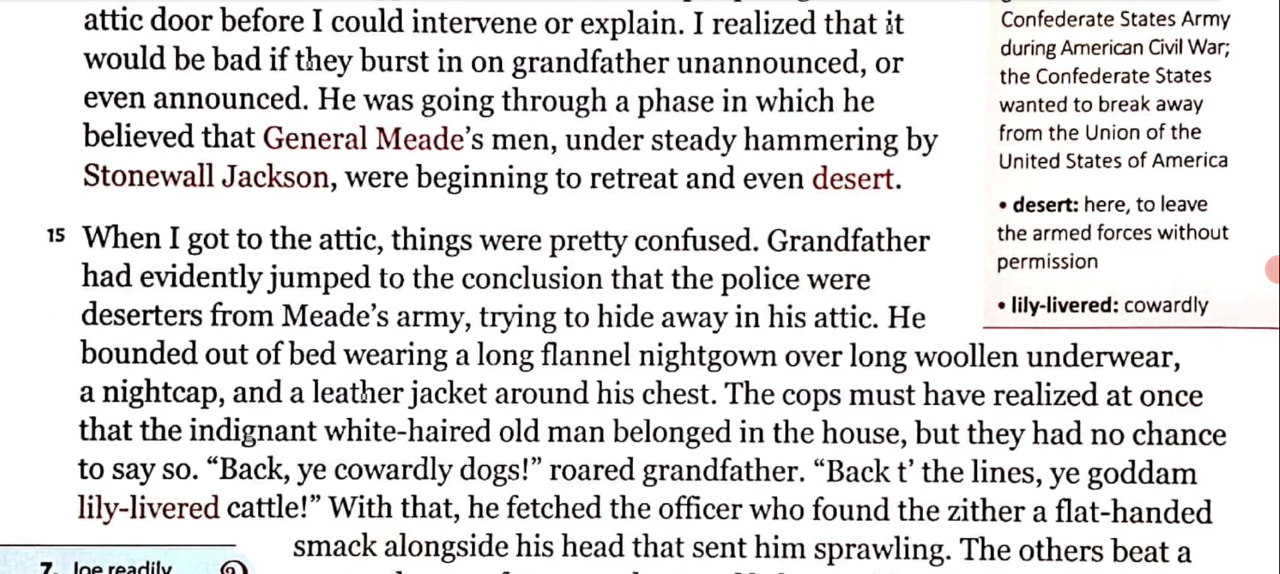 attic door before I could intervene or explain. I realized that it
would be bad if they burst in on grandfather unannounced, or
even announced. He was going through a phase in which he
believed that General Meade's men, under steady hammering by
Stonewall Jackson, were beginning to retreat and even desert.
15 When I got to the attic, things were pretty confused. Grandfather
had evidently jumped to the conclusion that the police were
deserters from Meade's army, trying to hide away in his attic. He
bounded out of bed wearing a long flannel nightgown over long woollen underwear,
a nightcap, and a leather jacket around his chest. The cops must have realized at once
that the indignant white-haired old man belonged in the house, but they had no chance
to say so. “Back, ye cowardly dogs!” roared grandfather. “Back t’ the lines, ye goddam
lily-livered cattle!” With that, he fetched the officer who found the zither a flat-handed
smack alongside his head that sent him sprawling. The others beat a
Confederate States Army
during American Civil War;
the Confederate States
wanted to break away
from the Union of the
United States of America
• desert: here, to leave
the armed forces without
permission
• lily-livered: cowardly
7. Joe readily